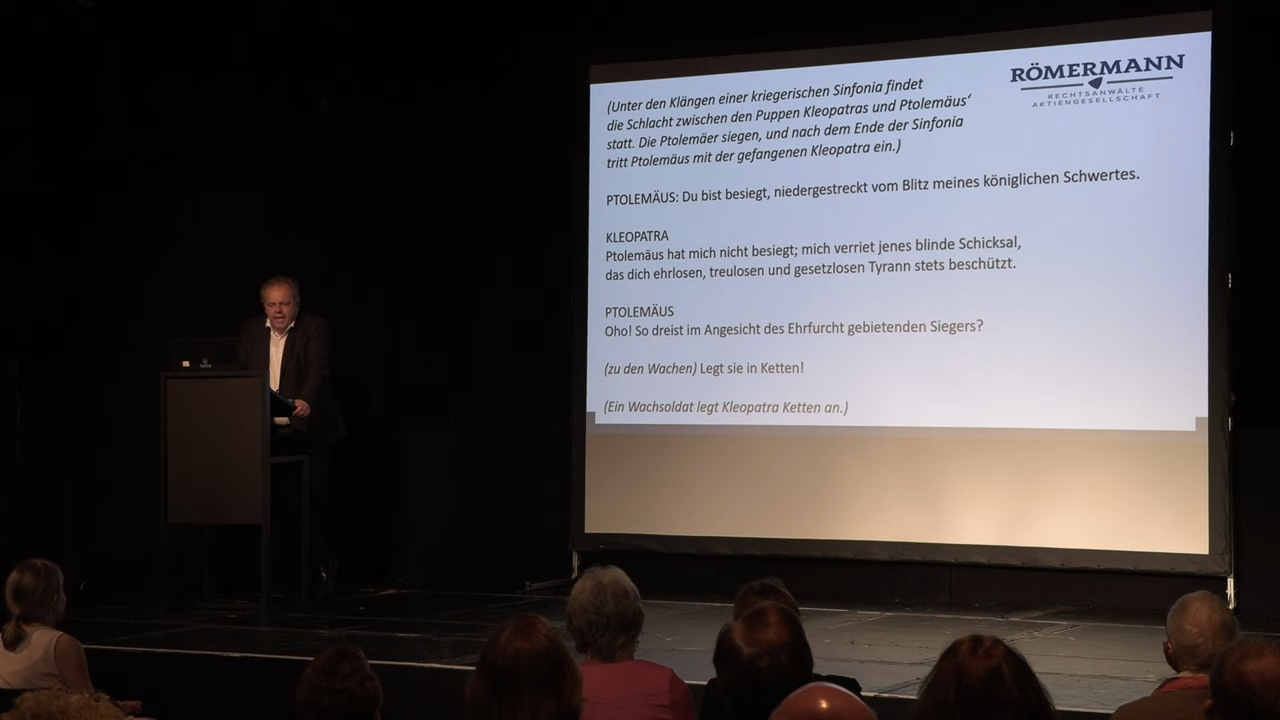 RÖMERMANN
RECHTSANWÄLTE
AKTIENGESELLSCHAFT
(Unter den Klängen einer kriegerischen Sinfonia findet
die Schlacht zwischen den Puppen Kleopatras und Ptolemäus‘
statt. Die Ptolemäer siegen, und nach dem Ende der Sinfonia
tritt Ptolemäus mit der gefangenen Kleopatra ein.)
PTOLEMÄUS: Du bist besiegt, niedergestreckt vom Blitz meines königlichen Schwertes.
KLEOPATRA
Ptolemäus hat mich nicht besiegt; mich verriet jenes blinde Schicksal,
das dich ehrlosen, treulosen und gesetzlosen Tyrann stets beschützt.
PTOLEMÄUS
Oho! So dreist im Angesicht des Ehrfurcht gebietenden Siegers?
(zu den Wachen) Legt sie in Ketten!
(Ein Wachsoldat legt Kleopatra Ketten an.)